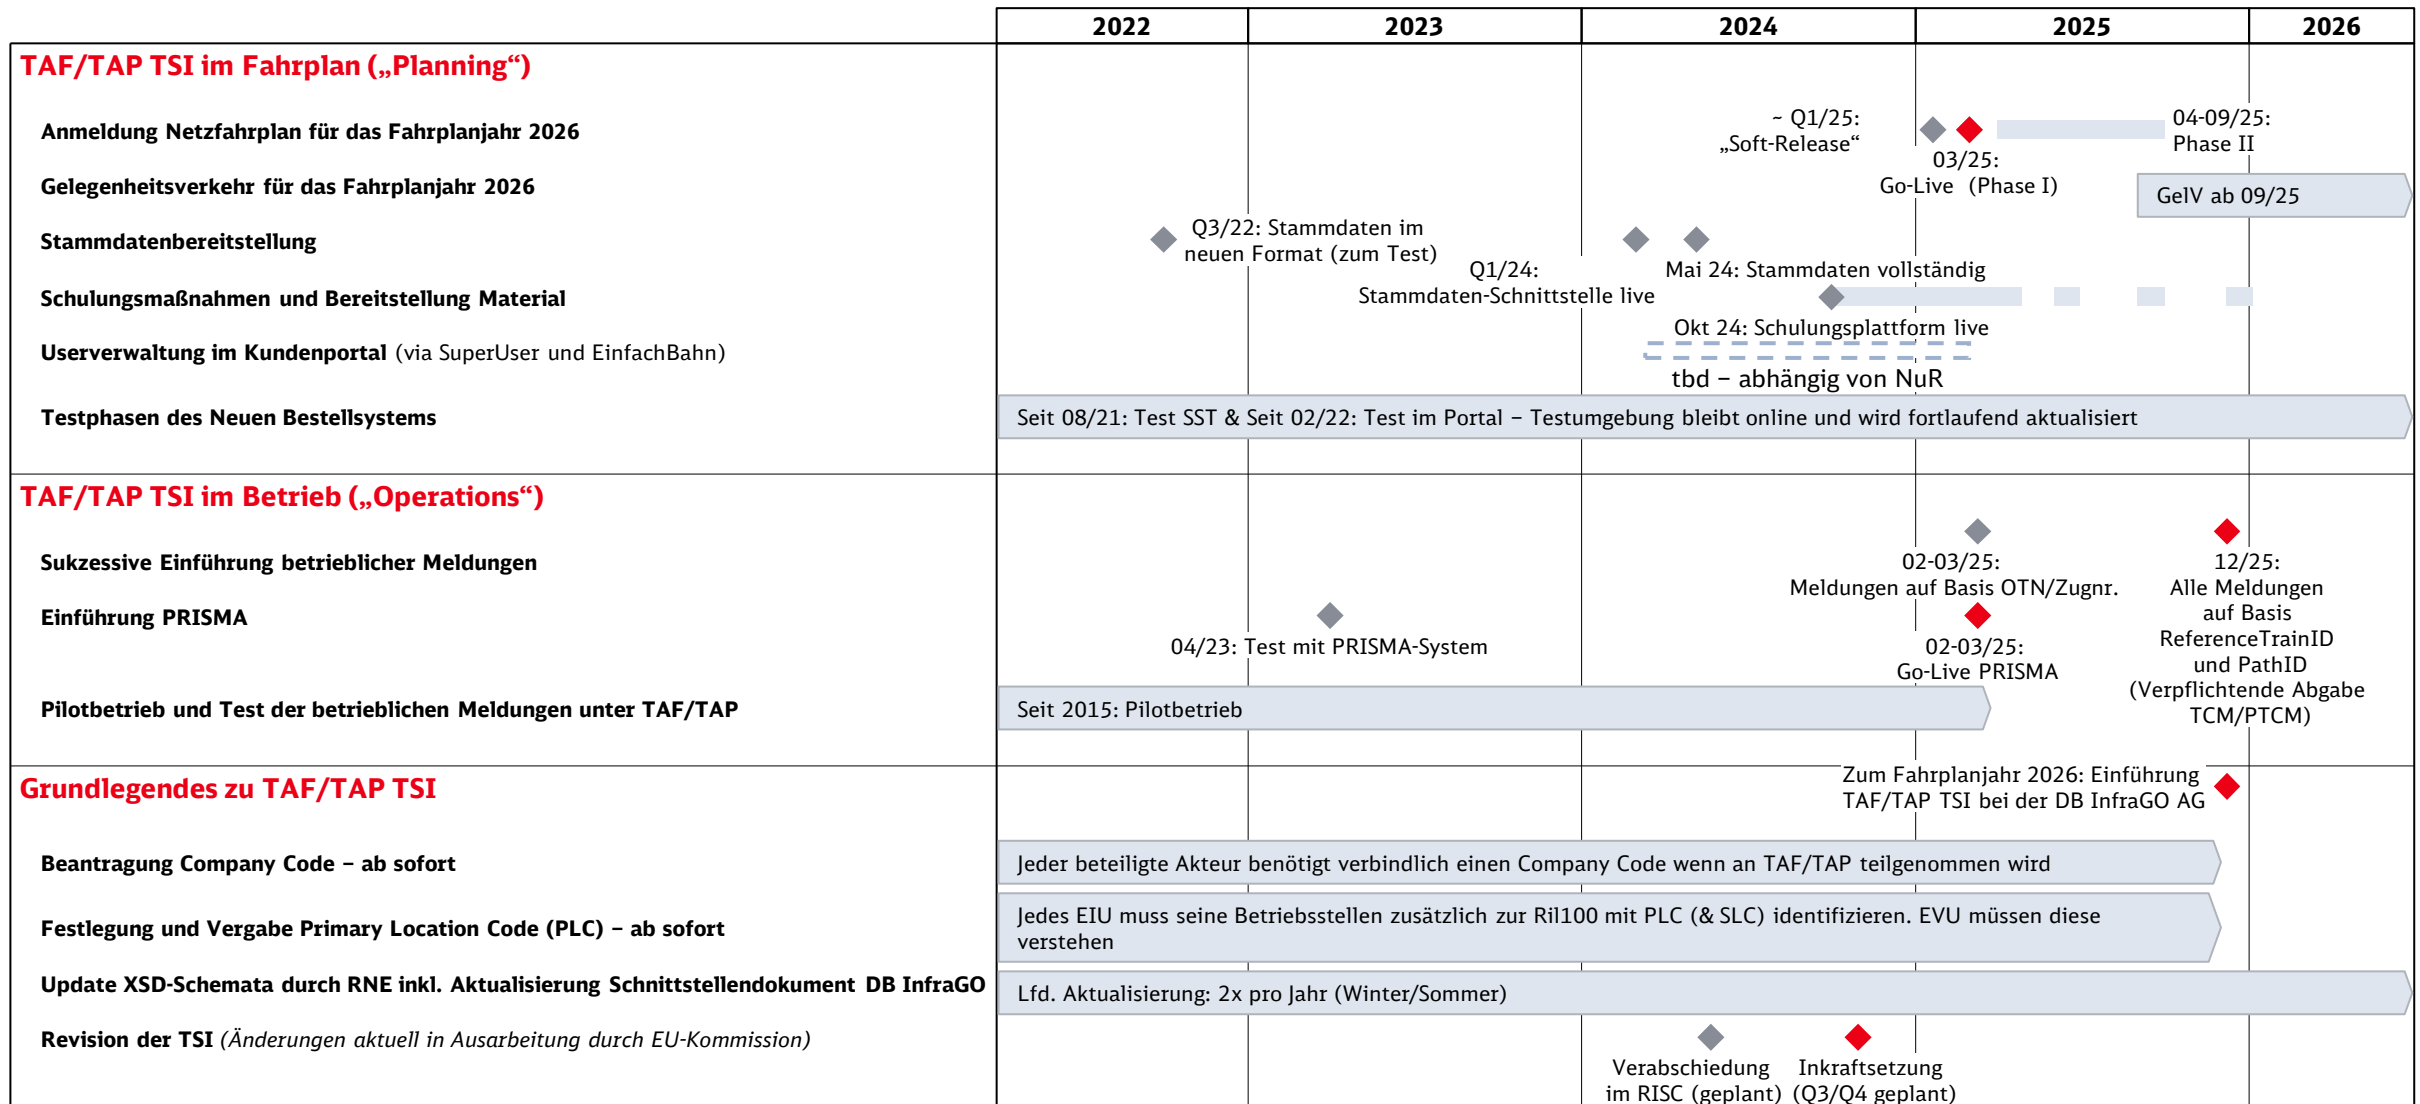 2022 2023 2024 2025 2026
TAF/TAP TSI im Fahrplan („Planning“)
Anmeldung Netzfahrplan für das Fahrplanjahr 2026
~ Q1/25:
„Soft-Release“
03/25:
Go-Live (Phase I)
04-09/25:
Phase II
Gelegenheitsverkehr für das Fahrplanjahr 2026
GelV ab 09/25
Stammdatenbereitstellung
Q3/22: Stammdaten im
neuen Format (zum Test)
Q1/24:
Stammdaten-Schnittstelle live
Mai 24: Stammdaten vollständig
Schulungsmaßnahmen und Bereitstellung Material
Okt 24: Schulungsplattform live
Userverwaltung im Kundenportal (via SuperUser und EinfachBahn)
tbd – abhängig von NuR
Testphasen des Neuen Bestellsystems
Seit 08/21: Test SST & Seit 02/22: Test im Portal – Testumgebung bleibt online und wird fortlaufend aktualisiert
TAF/TAP TSI im Betrieb („Operations“)
Sukzessive Einführung betrieblicher Meldungen
02-03/25:
Meldungen auf Basis OTN/Zugnr.
12/25:
Alle Meldungen
auf Basis
ReferenceTrainID
und PathID
(Verpflichtende Abgabe
TCM/PTCM)
Einführung PRISMA
04/23: Test mit PRISMA-System
02-03/25:
Go-Live PRISMA
Pilotbetrieb und Test der betrieblichen Meldungen unter TAF/TAP
Seit 2015: Pilotbetrieb
Grundlegendes zu TAF/TAP TSI
Zum Fahrplanjahr 2026: Einführung
TAF/TAP TSI bei der DB InfraGO AG
Beantragung Company Code – ab sofort
Jeder beteiligte Akteur benötigt verbindlich einen Company Code wenn an TAF/TAP teilgenommen wird
Festlegung und Vergabe Primary Location Code (PLC) – ab sofort
Jedes EIU muss seine Betriebsstellen zusätzlich zur Ril100 mit PLC (& SLC) identifizieren. EVU müssen diese
verstehen
Update XSD-Schemata durch RNE inkl. Aktualisierung Schnittstellendokument DB InfraGO
Lfd. Aktualisierung: 2x pro Jahr (Winter/Sommer)
Revision der TSI (Änderungen aktuell in Ausarbeitung durch EU-Kommission)
Verabschiedung
im RISC (geplant)
Inkraftsetzung
(Q3/Q4 geplant)